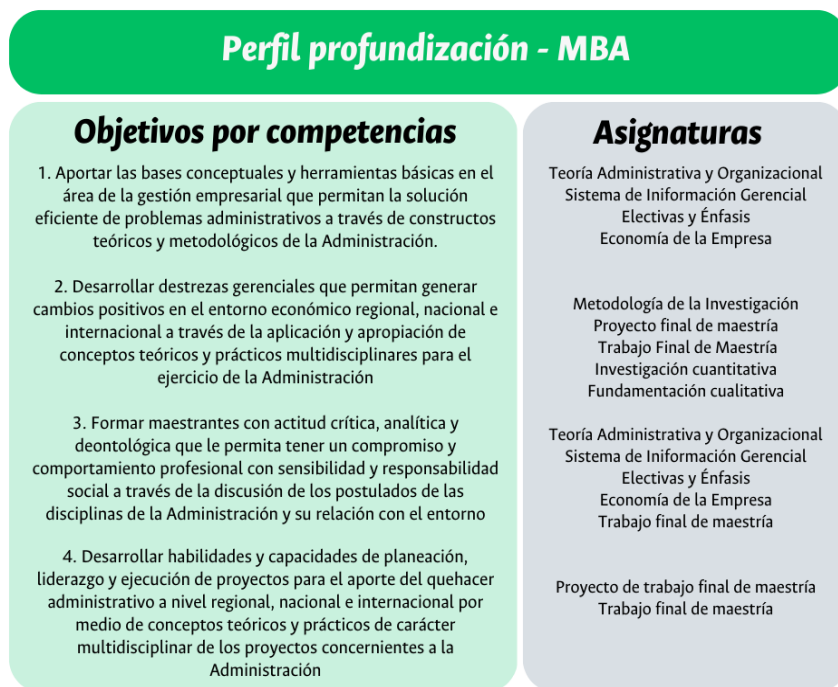 Perfil profundización - MBA
Objetivos por competencias
1. Aportar las bases conceptuales y herramientas básicas en el
área de la gestión empresarial que permitan la solución
eficiente de problemas administrativos a través de constructos
teóricos y metodológicos de la Administración.
2. Desarrollar destrezas gerenciales que permitan generar
cambios positivos en el entorno económico regional, nacional e
internacional a través de la aplicación y apropiación de
conceptos teóricos y prácticos multidisciplinares para el
ejercicio de la Administración
3. Formar maestrantes con actitud crítica, analítica y
deontológica que le permita tener un compromiso y
comportamiento profesional con sensibilidad y responsabilidad
social a través de la discusión de los postulados de las
disciplinas de la Administración y su relación con el entorno
4. Desarrollar habilidades y capacidades de planeación,
liderazgo y ejecución de proyectos para el aporte del quehacer
administrativo a nivel regional, nacional e internacional por
medio de conceptos teóricos y prácticos de carácter
multidisciplinar de los proyectos concernientes a la
Administración
Asignaturas
Teoría Administrativa y Organizacional
Sistema de Iniformación Gerencial
Electivas y Énfasis
Economía de la Empresa
Metodología de la Investigación
Proyecto final de maestría
Trabajo Final de Maestría
Investigación cuantitativa
Fundamentación cualitativa
Teoría Administrativa y Organizacional
Sistema de Iniformación Gerencial
Electivas y Énfasis
Economía de la Empresa
Trabajo final de maestría
Proyecto de trabajo final de maestría
Trabajo final de maestría